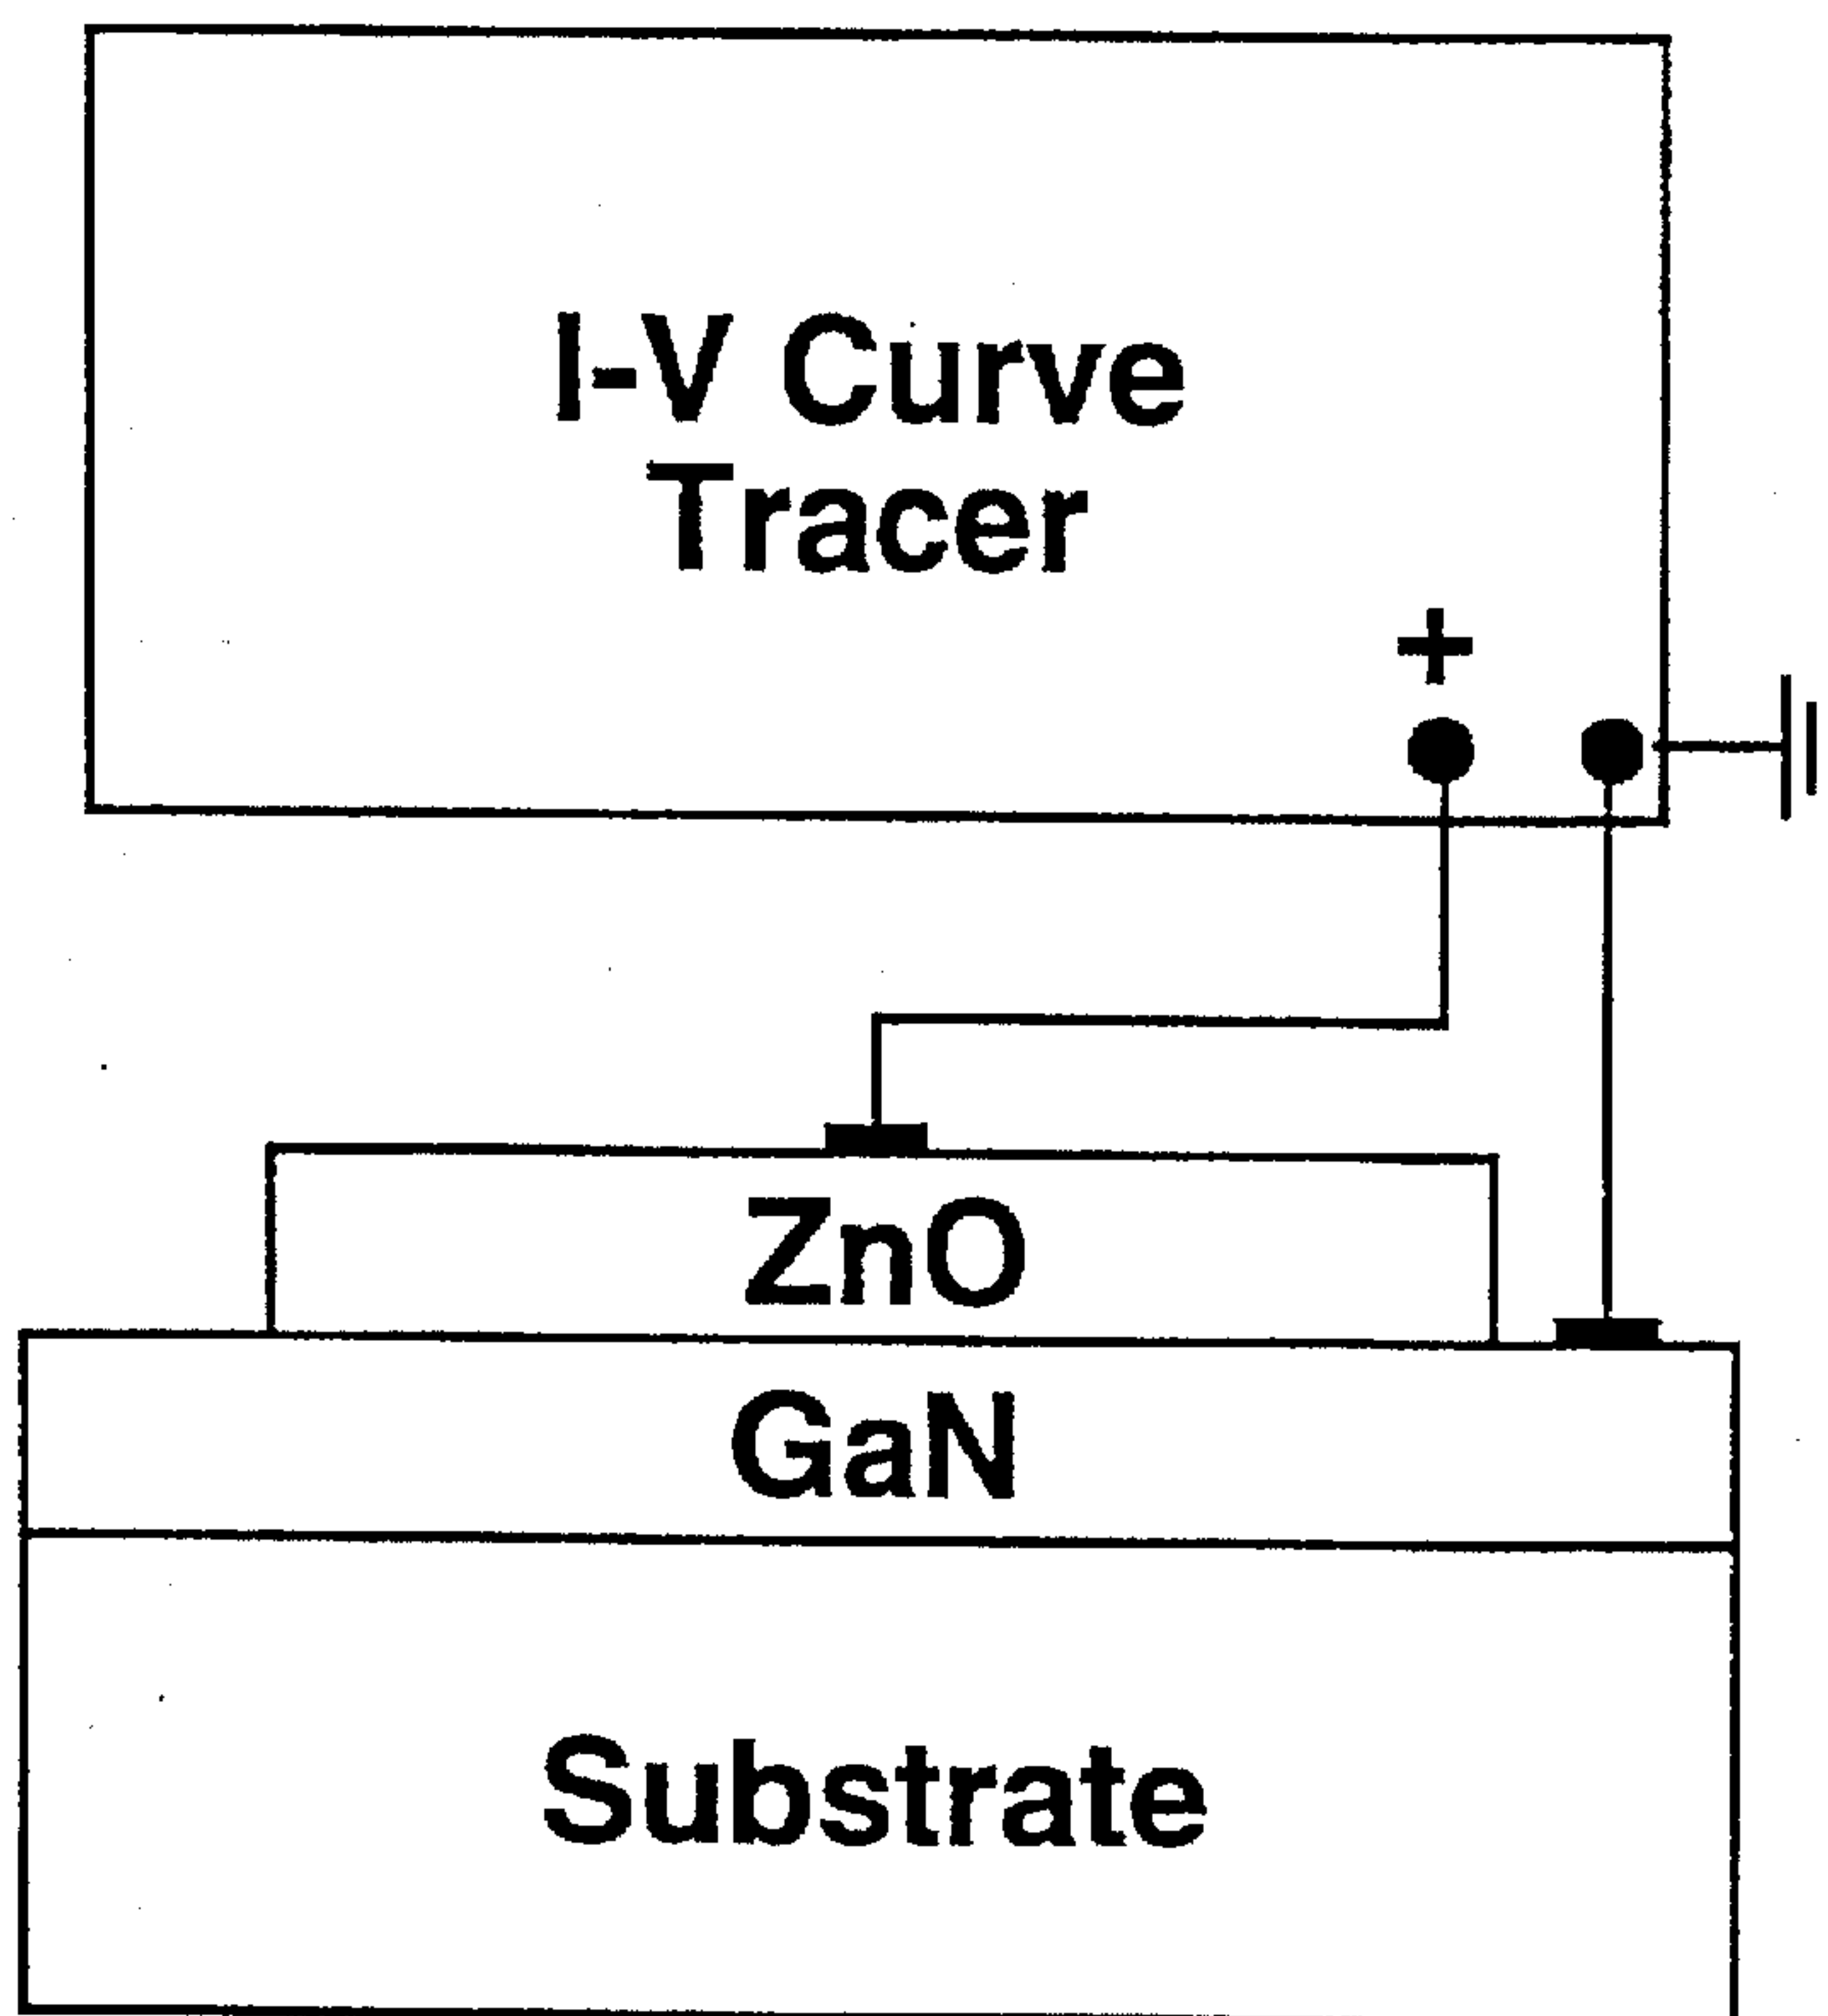 I-V Curve
Tracer
+
ZnO
GaN
Substrate